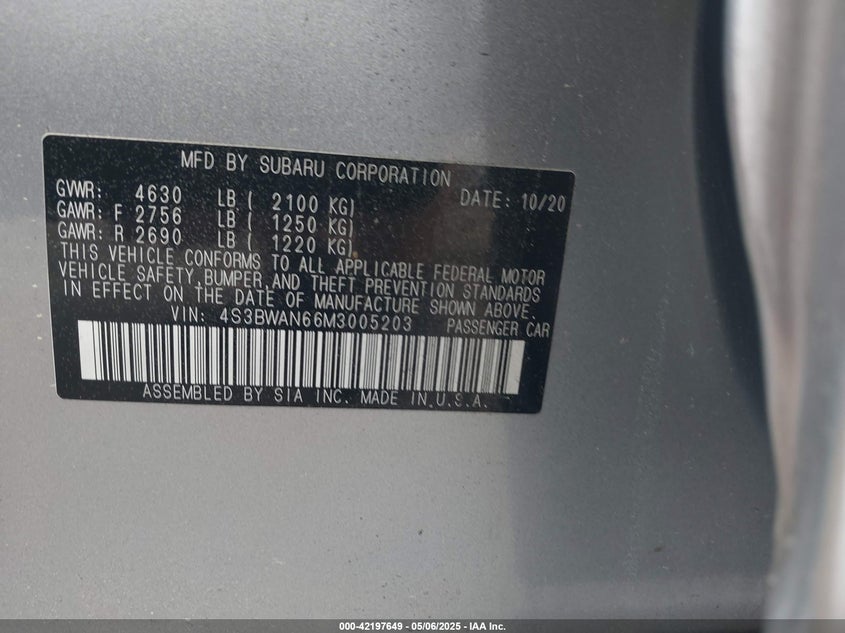 MFD BY SUBARU CORPORATION
GVWR: 4630 LB ( 2100 KG) DATE: 10/20
GAWR: F 2756 LB ( 1250 KG)
GAWR: R 2690 LB ( 1220 KG)
THIS VEHICLE CONFORMS TO ALL APPLICABLE FEDERAL MOTOR
VEHICLE SAFETY, BUMPER, AND THEFT PREVENTION STANDARDS
IN EFFECT ON THE DATE OF MANUFACTURE SHOWN ABOVE.
VIN: 4S3BWAN66M3005203 PASSENGER CAR
ASSEMBLED BY SIA INC. MADE IN U.S.A.
000-42197649 - 05/06/2025 - IAA Inc.